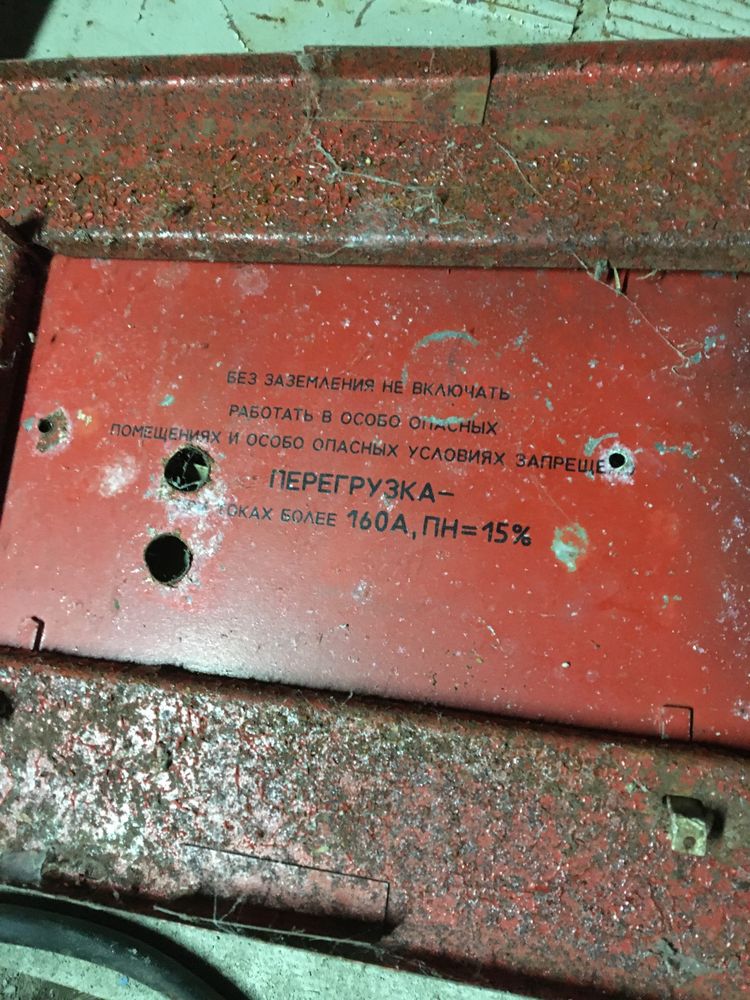 БЕЗ ЗАЗЕМЛЕНИЯ НЕ ВКЛЮЧАТЬ
РАБОТАТЬ В ОСОБО ОПАСНЫХ
ПОМЕЩЕНИЯХ И ОСОБО ОПАСНЫХ УСЛОВИЯХ
ПЕРЕГРУЗКА-
БОЛЕЕ 160А, ПН=15%